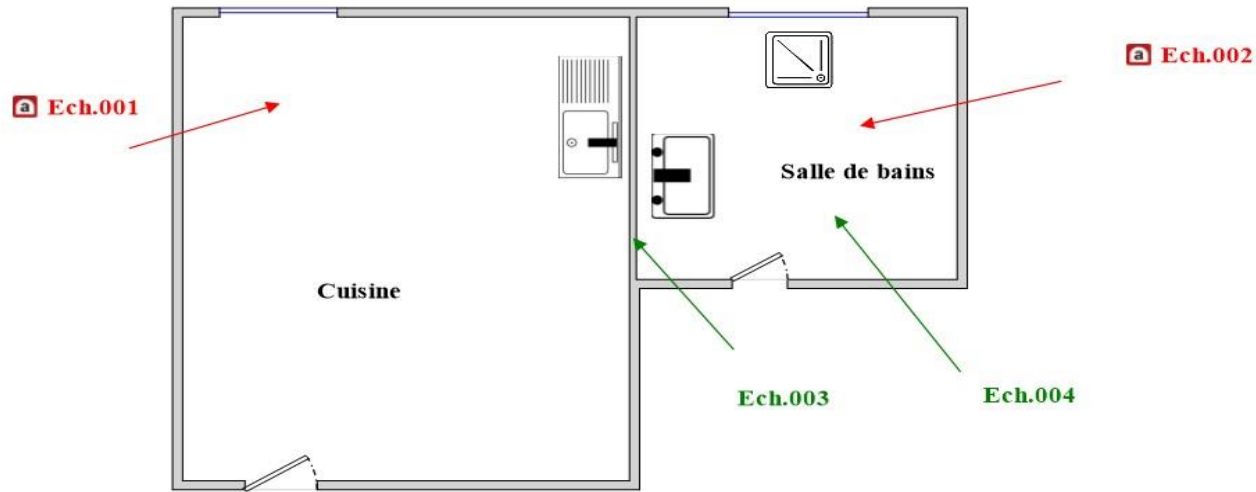 a Ech.002
a Ech.001
Salle de bains
Cuisine
Ech.003
Ech.004